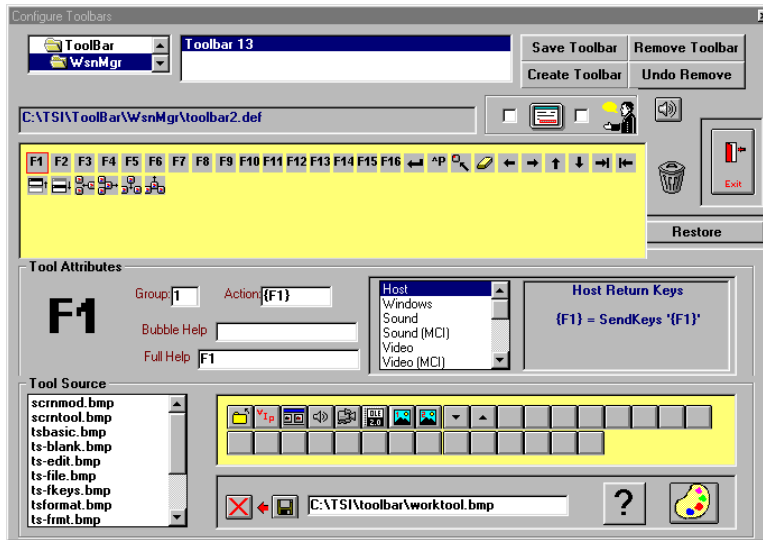 Configure Toolbars
ToolBar
WsnMgr
Toolbar 13
Save Toolbar
Remove Toolbar
Create Toolbar
Undo Remove
C:\TSI\ToolBar\WsnMgr\toolbar2.def
F1 F2 F3 F4 F5 F6 F7 F8 F9 F10 F11 F12 F13 F14 F15 F16 ^P
Exit
Restore
Tool Attributes
F1
Group: 1
Action: {F1}
Bubble Help
Full Help F1
Host
Windows
Sound
Sound (MCI)
Video
Video (MCI)
Host Return Keys
{F1} = SendKeys '{F1}'
Tool Source
scrnmod.bmp
scrntool.bmp
tsbasic.bmp
ts-blank.bmp
ts-edit.bmp
ts-file.bmp
ts-fkeys.bmp
tsformat.bmp
ts-frmt.bmp
VIP
OLE 2.0
C:\TSI\toolbar\worktool.bmp
?